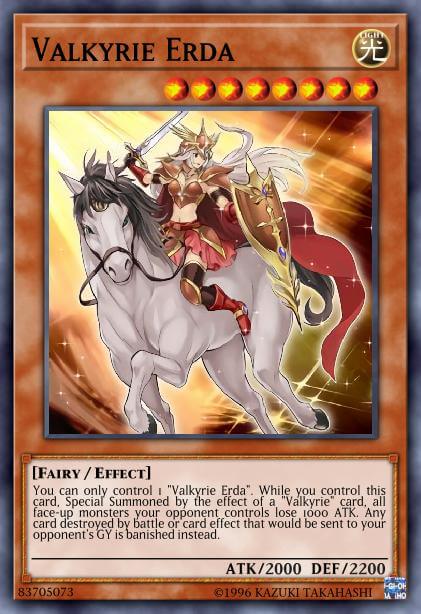 VALKYRIE ERDA
LIGHT
光
[FAIRY / EFFECT]
You can only control 1 "Valkyrie Erda". While you control this
card, Special Summoned by the effect of a "Valkyrie" card, all
face-up monsters your opponent controls lose 1000 ATK. Any
card destroyed by battle or card effect that would be sent to your
opponent's GY is banished instead.
ATK/2000 DEF/2200
83705073
©1996 KAZUKI TAKAHASHI